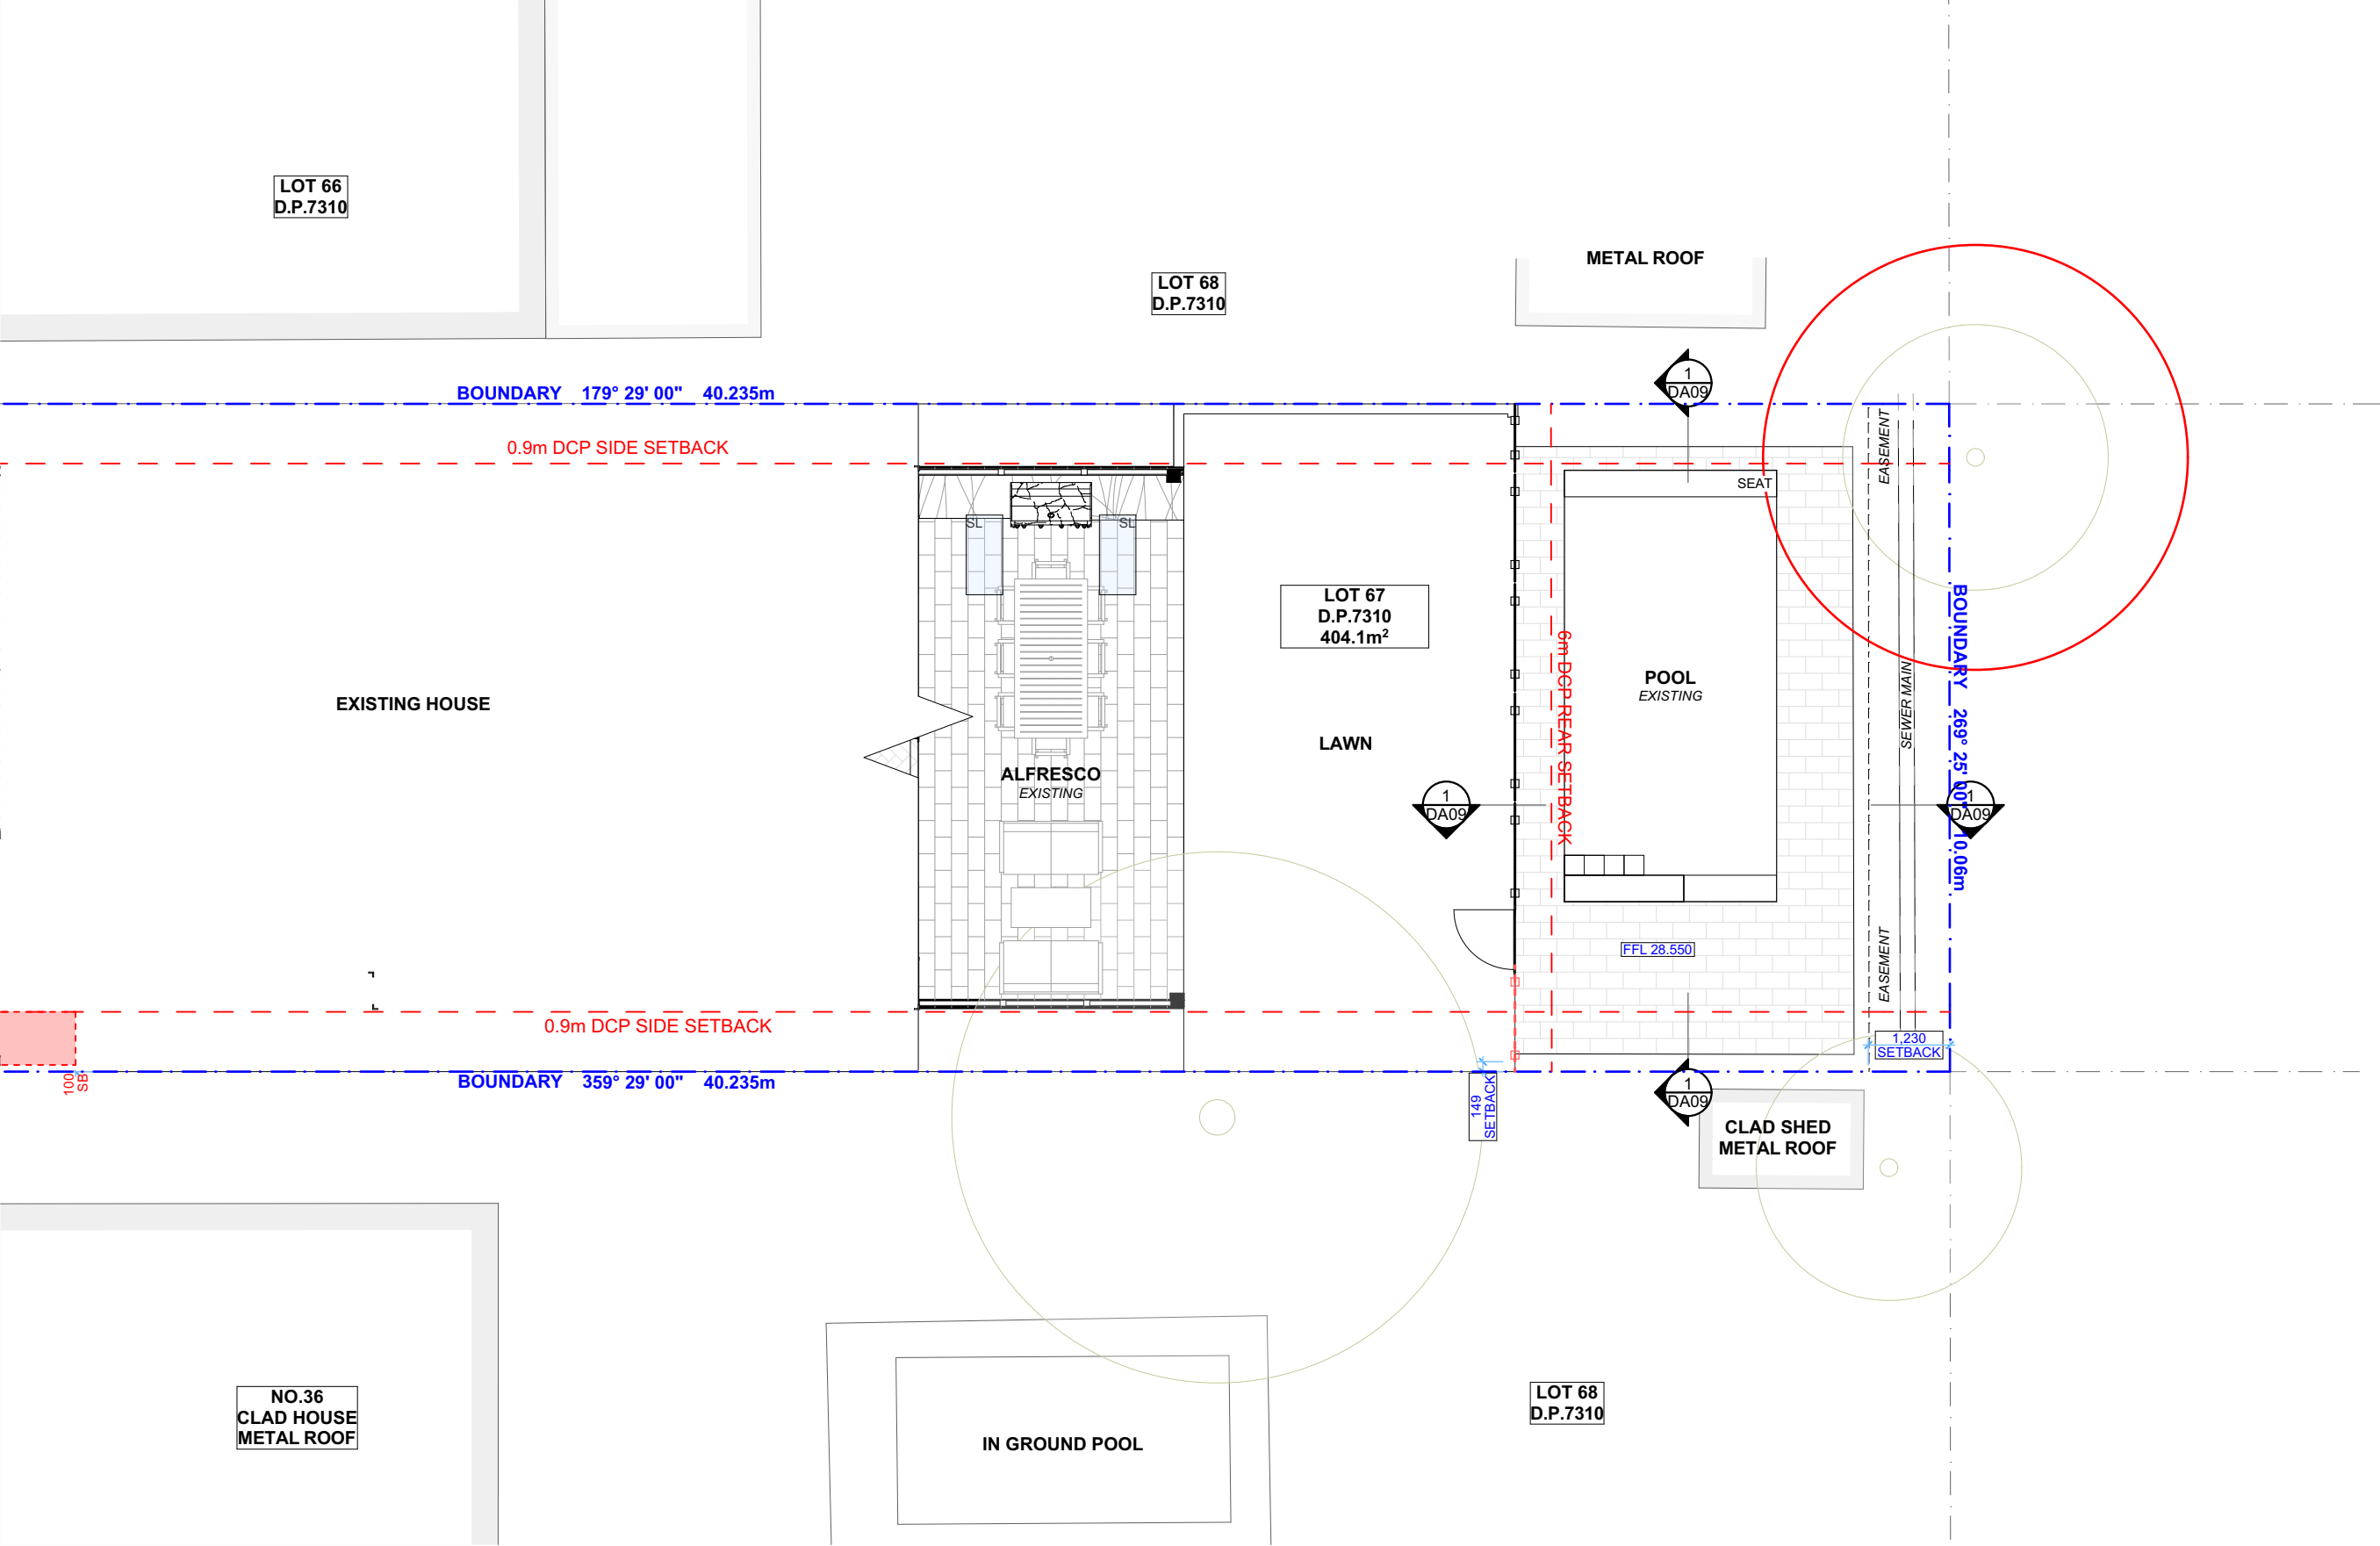 LOT 66
D.P.7310
METAL ROOF
LOT 68
D.P.7310
BOUNDARY 179° 29' 00" 40.235m
1
DA09
0.9m DCP SIDE SETBACK
EASEMENT
SEAT
SL
SL
LOT 67
D.P.7310
404.1m²
6m DCP REAR SETBACK
BOUNDARY 269° 25' 00" 10.06m
SEWER MAIN
POOL
EXISTING
EXISTING HOUSE
LAWN
ALFRESCO
EXISTING
1
DA09
1
DA09
FFL 28.550
EASEMENT
0.9m DCP SIDE SETBACK
1,230
SETBACK
100
SB
BOUNDARY 359° 29' 00" 40.235m
149
SETBACK
1
DA09
CLAD SHED
METAL ROOF
NO.36
CLAD HOUSE
METAL ROOF
IN GROUND POOL
LOT 68
D.P.7310